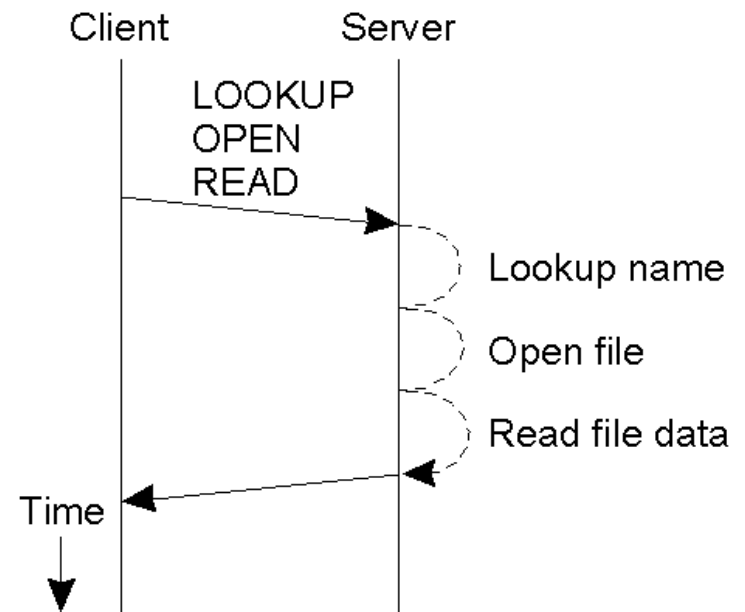 Client
Server
LOOKUP
OPEN
READ
Lookup name
Open file
Read file data
Time